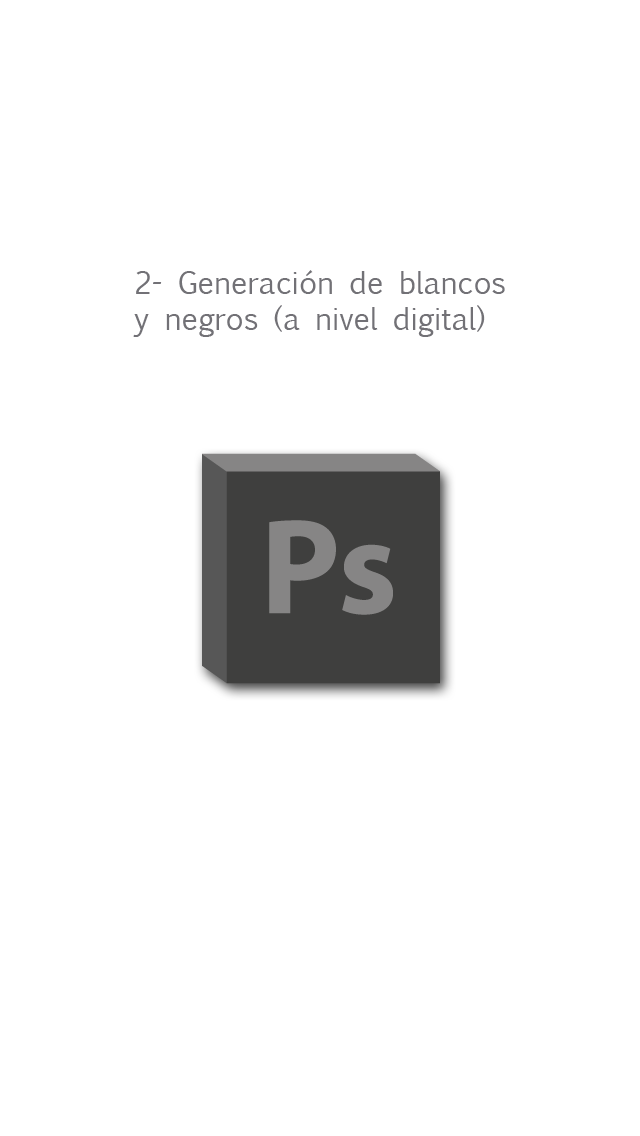 2- Generación de blancos
y negros (a nivel digital)
Ps